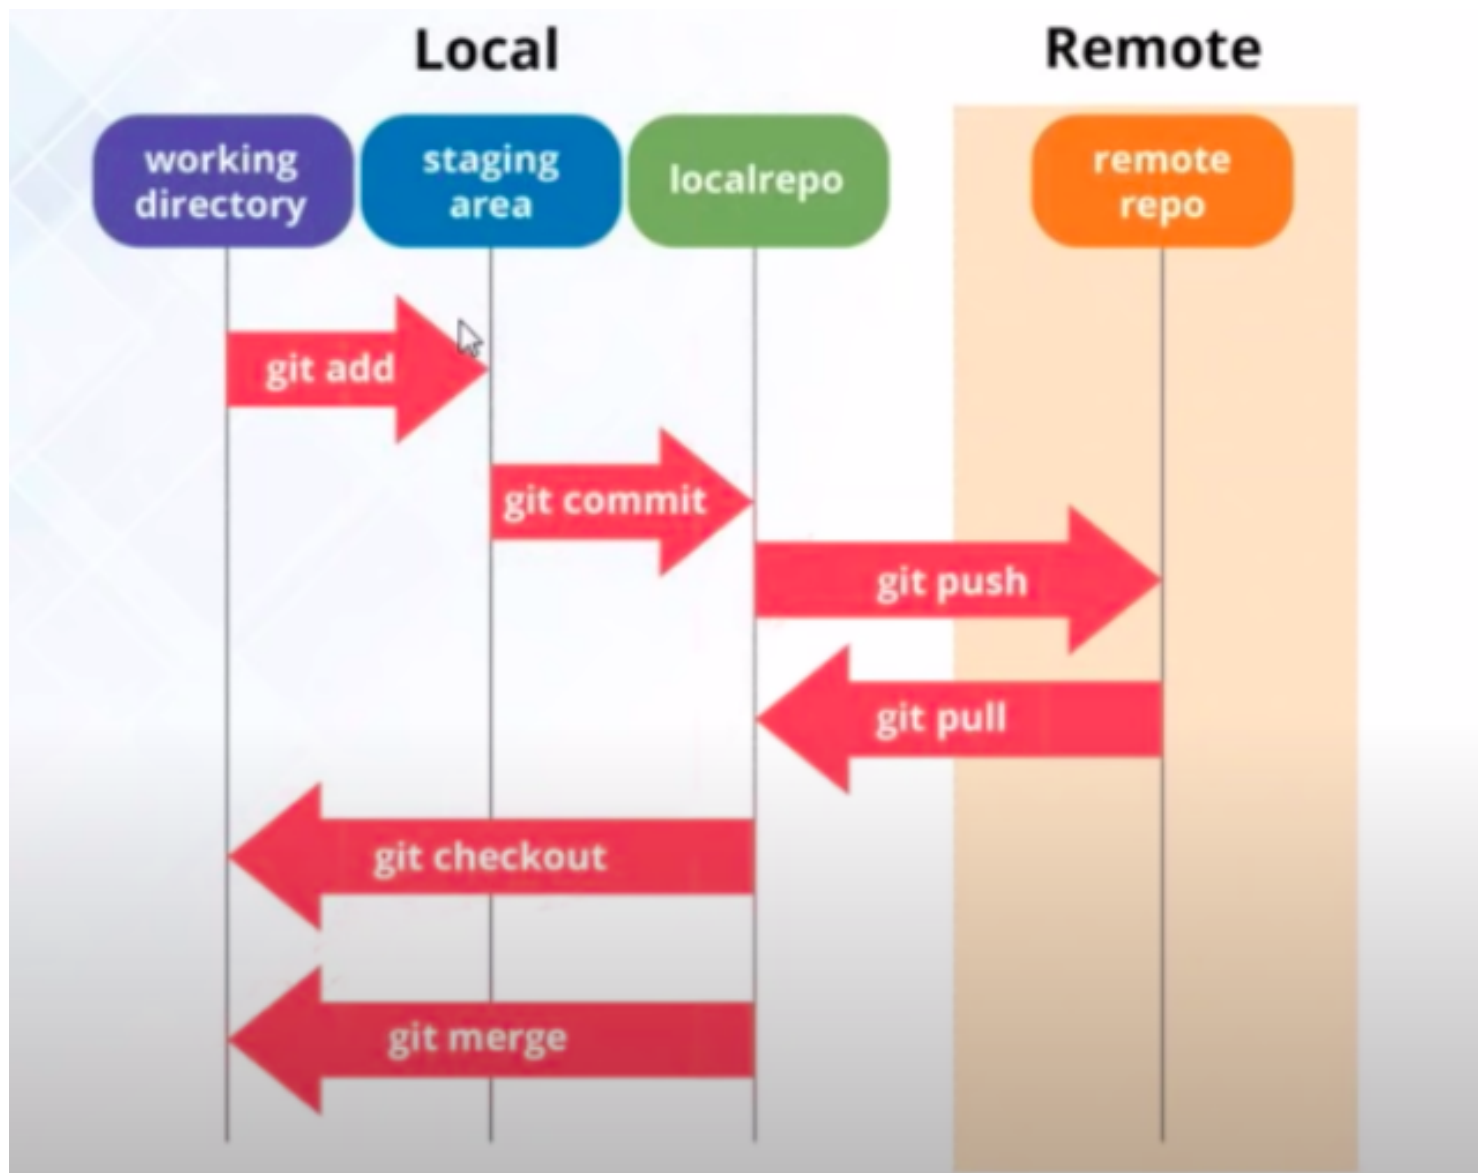 Local
Remote
working
directory
staging
area
localrepo
remote
repo
git add
git commit
git push
git pull
git checkout
git merge